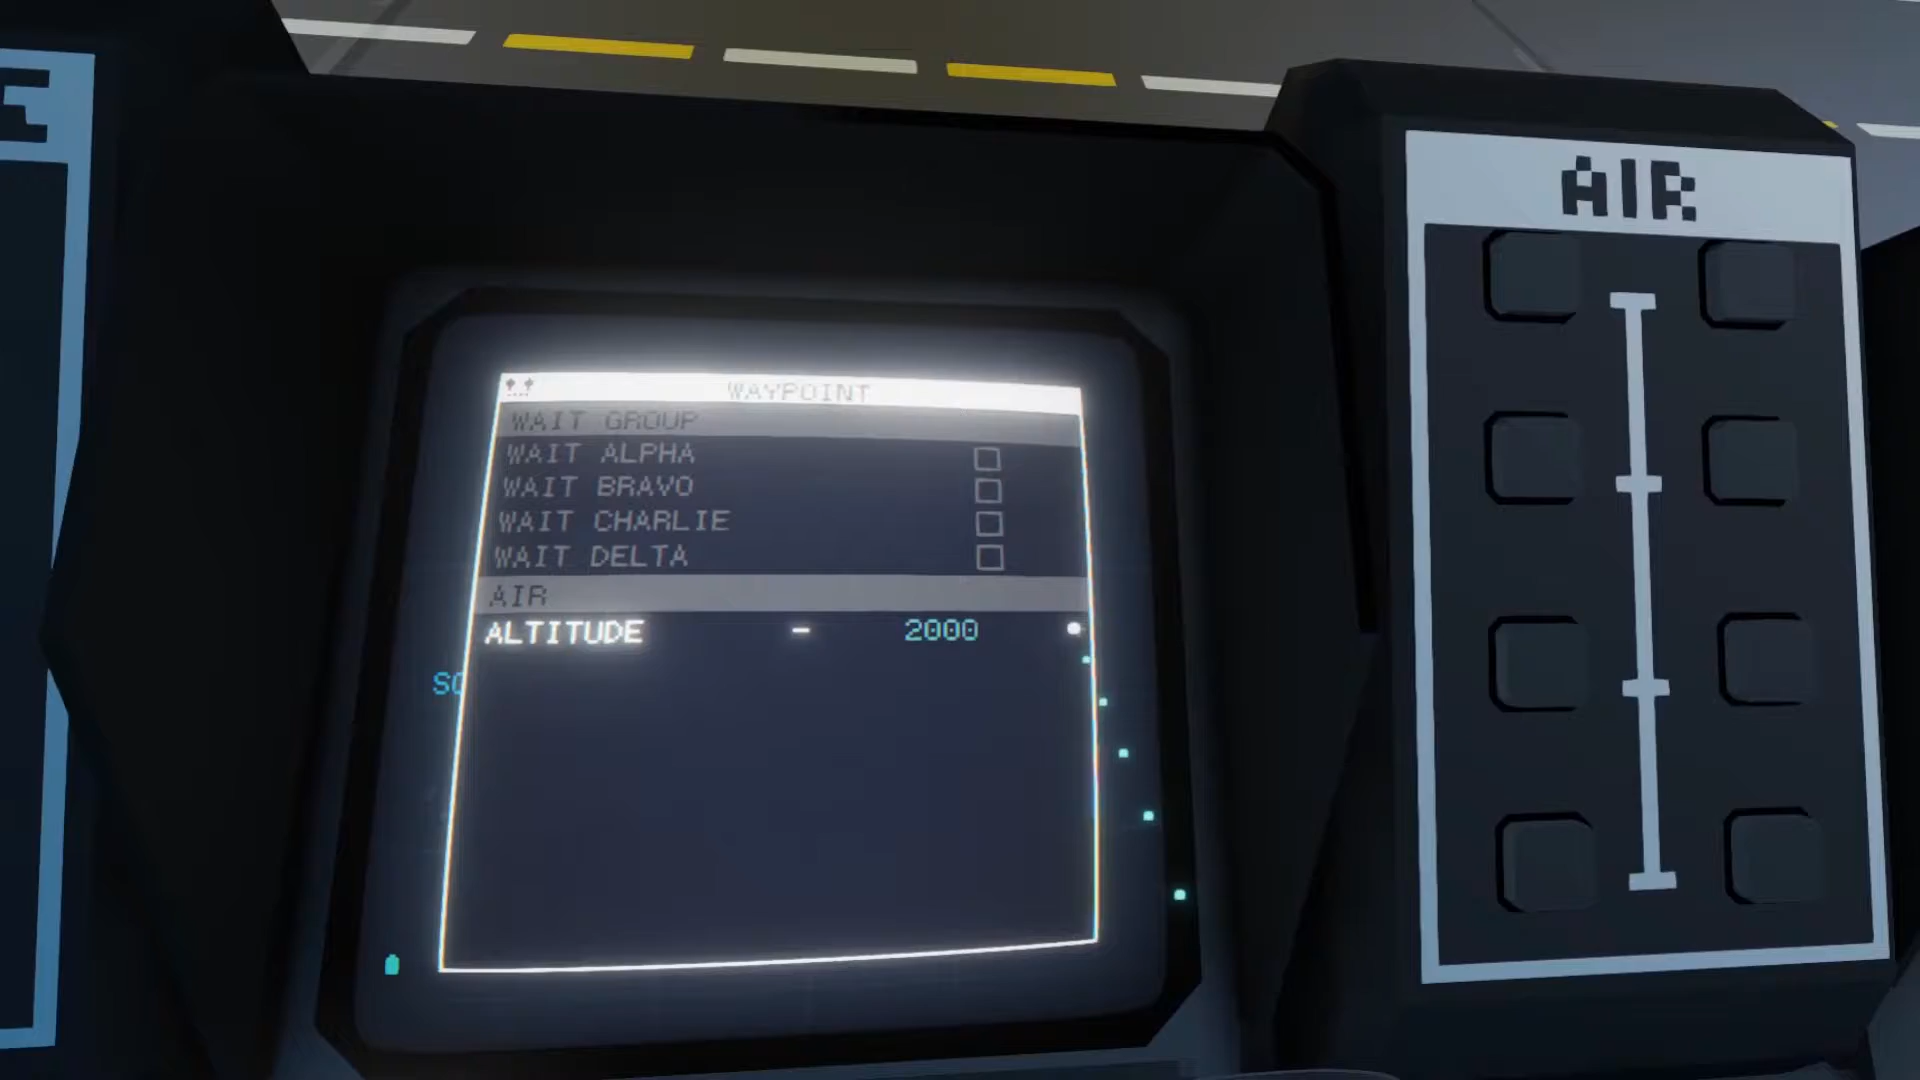 AIR
WAYPOINT
WAIT GROUP
WAIT ALPHA
WAIT BRAVO
WAIT CHARLIE
WAIT DELTA
AIR
ALTITUDE - 2000